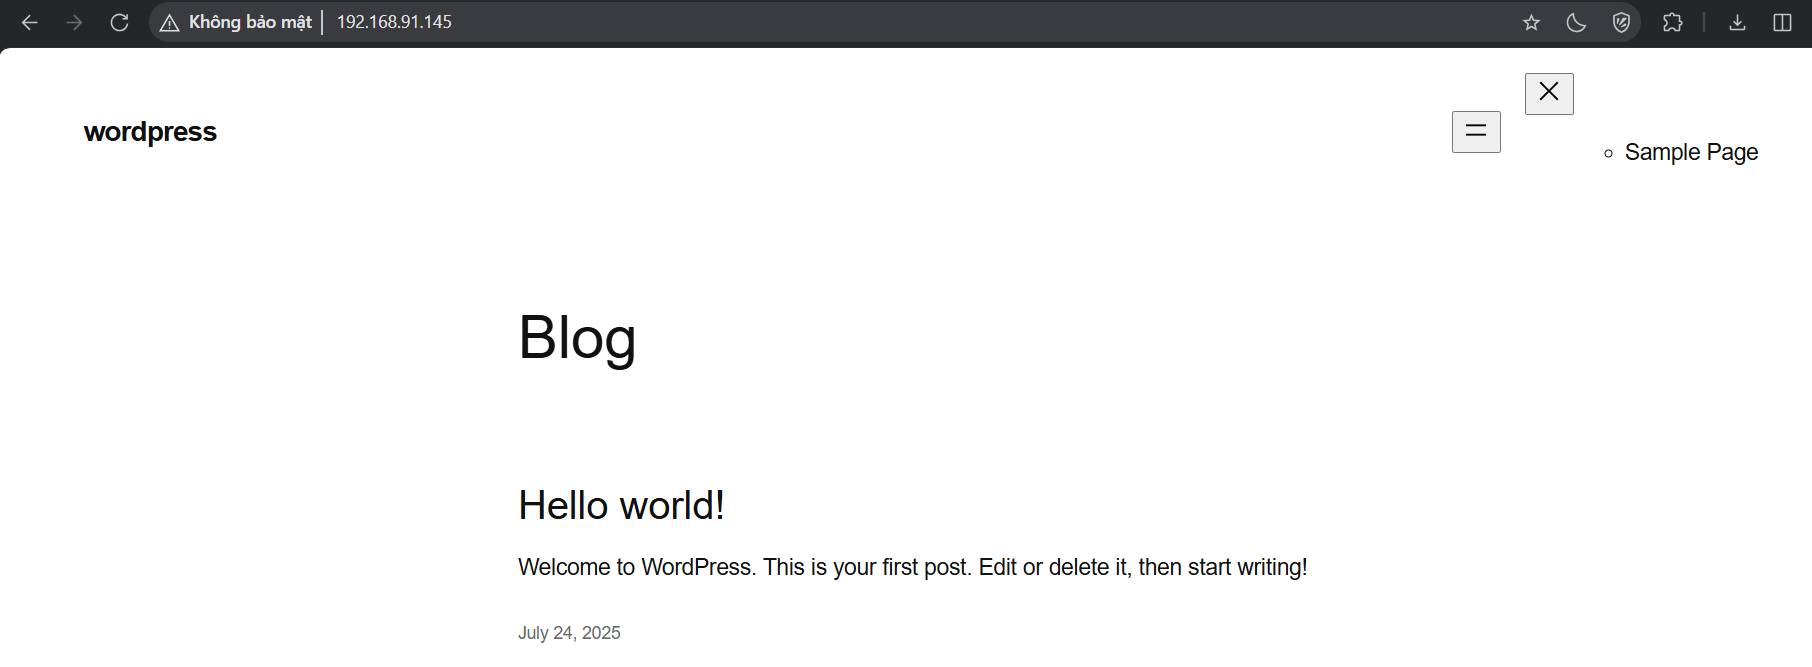 Không bảo mật 192.168.91.145
wordpress
Sample Page
Blog
Hello world!
Welcome to WordPress. This is your first post. Edit or delete it, then start writing!
July 24, 2025